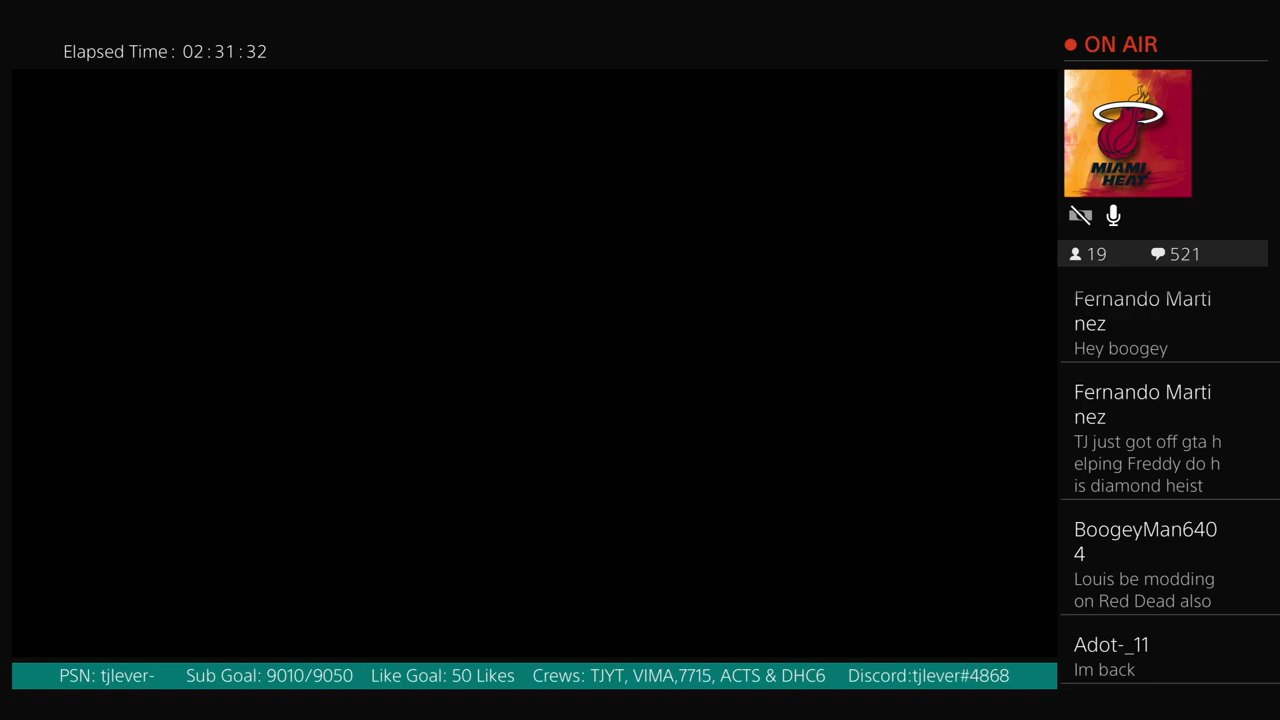 Elapsed Time: 02:31:32
ON AIR
MIAMI
HEAT
19 521
Fernando Marti
nez
Hey boogey
Fernando Marti
nez
TJ just got off gta h
elping Freddy do h
is diamond heist
BoogeyMan640
4
Louis be modding
on Red Dead also
Adot-_11
Im back
PSN: tjlever- Sub Goal: 9010/9050 Like Goal: 50 Likes Crews: TJYT, VIMA,7715, ACTS & DHC6 Discord:tjlever#4868